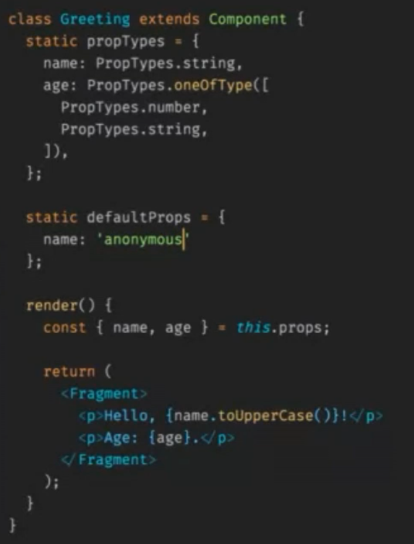 class Greeting extends Component {
  static propTypes = {
    name: PropTypes.string,
    age: PropTypes.oneOfType([
      PropTypes.number,
      PropTypes.string,
    ]),
  };

  static defaultProps = {
    name: 'anonymous'
  };

  render() {
    const { name, age } = this.props;

    return (
      <Fragment>
        <p>Hello, {name.toUpperCase()}!</p>
        <p>Age: {age}.</p>
      </Fragment>
    );
  }
}